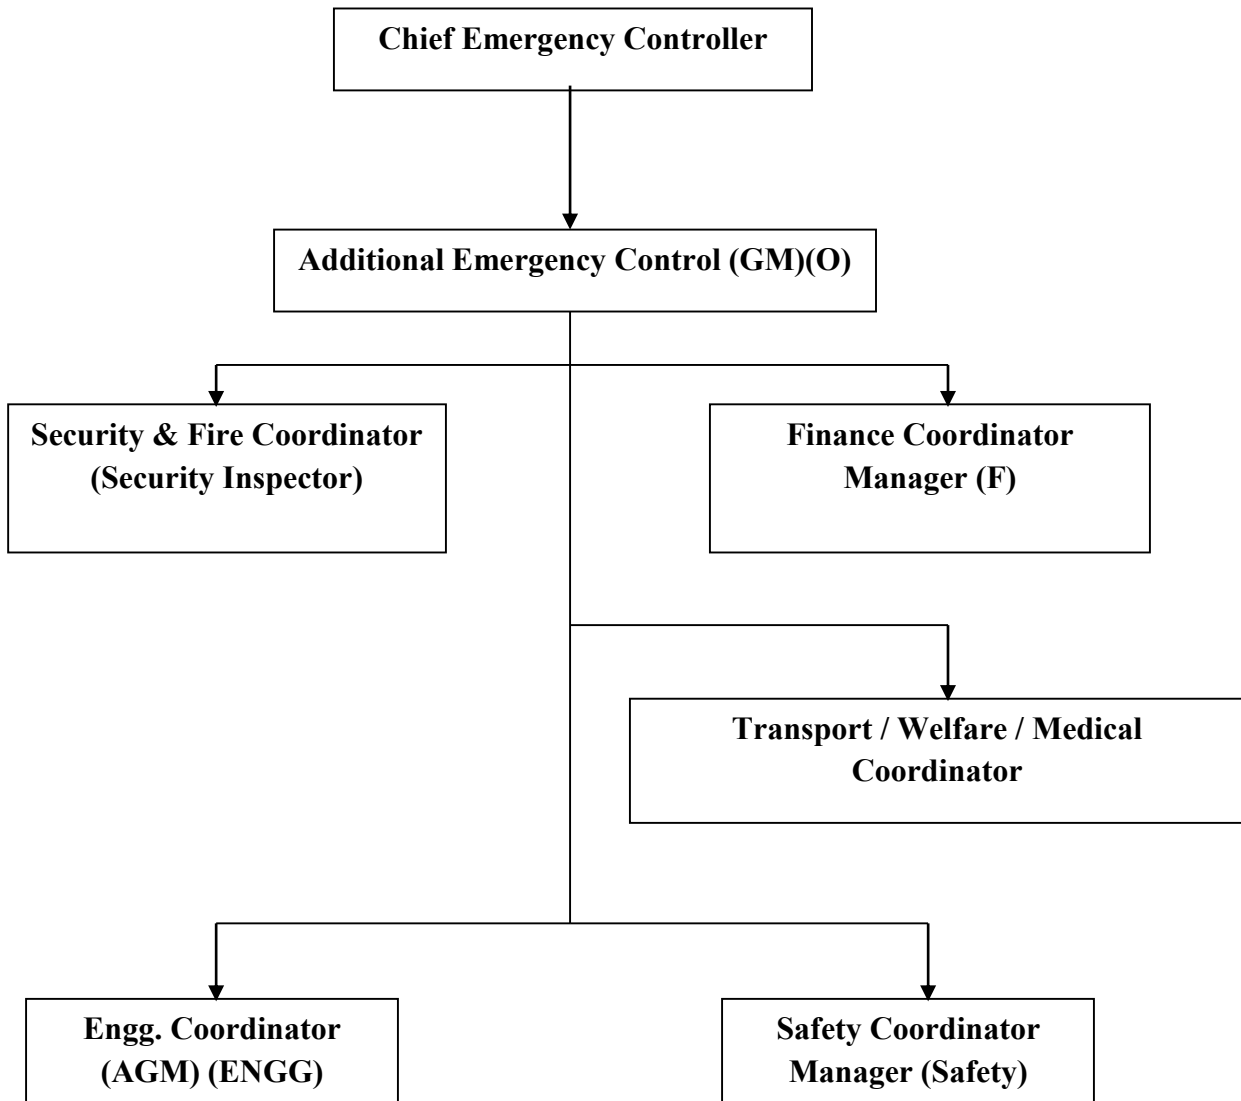 Chief Emergency Controller
Additional Emergency Control (GM)(O)
Security & Fire Coordinator
(Security Inspector)
Finance Coordinator
Manager (F)
Transport / Welfare / Medical
Coordinator
Engg. Coordinator
(AGM) (ENGG)
Safety Coordinator
Manager (Safety)